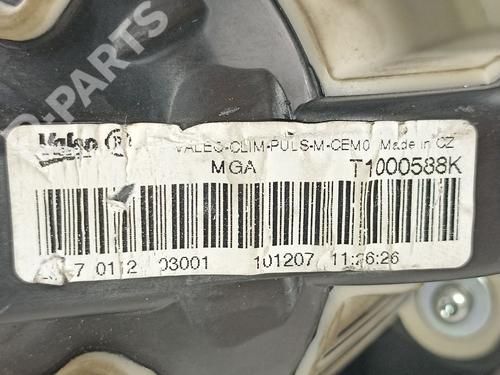 B-PARTS
Valeo VALEO-CLIM-PULS-M-CEM0 Made in CZ
MGA T1000588K
7 0112 03001 101207 11:26:26